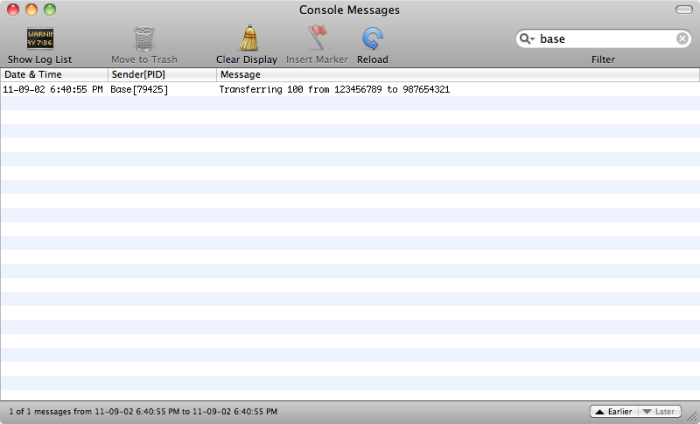 Console Messages
WARNIN
AY 7:36
Show Log List
Move to Trash
Clear Display
Insert Marker
Reload
base
Filter
Date & Time
Sender[PID]
Message
11-09-02 6:40:55 PM
Base[79425]
Transferring 100 from 123456789 to 987654321
1 of 1 messages from 11-09-02 6:40:55 PM to 11-09-02 6:40:55 PM
Earlier
Later